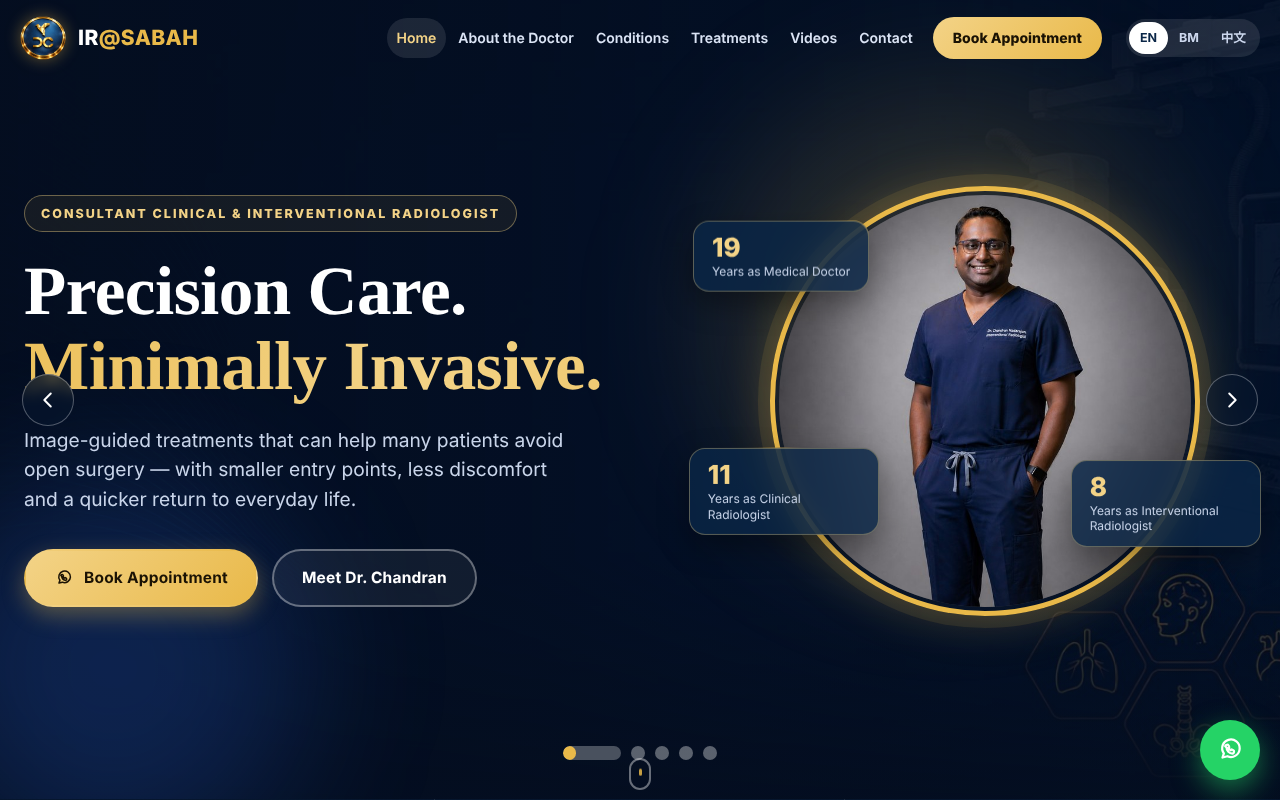 IR@SABAH
Home
About the Doctor
Conditions
Treatments
Videos
Contact
Book Appointment
EN
BM
中文
CONSULTANT CLINICAL & INTERVENTIONAL RADIOLOGIST
Precision Care.
Minimally Invasive.
Image-guided treatments that can help many patients avoid
open surgery — with smaller entry points, less discomfort
and a quicker return to everyday life.
Book Appointment
Meet Dr. Chandran
19
Years as Medical Doctor
11
Years as Clinical
Radiologist
8
Years as Interventional
Radiologist
Interventional Radiologist